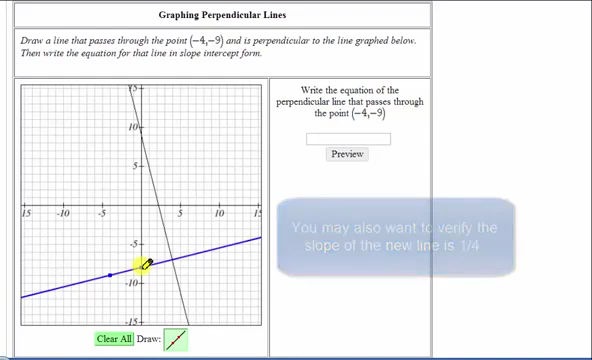 Graphing Perpendicular Lines
Draw a line that passes through the point (−4,−9) and is perpendicular to the line graphed below.
Then write the equation for that line in slope intercept form.
Write the equation of the
perpendicular line that passes through
the point (−4,−9)
Preview
15
10
5
15 -10 -5 5 10 15
-5
-10
-15
You may also want to verify the
slope of the new line is 1/4
Clear All Draw: